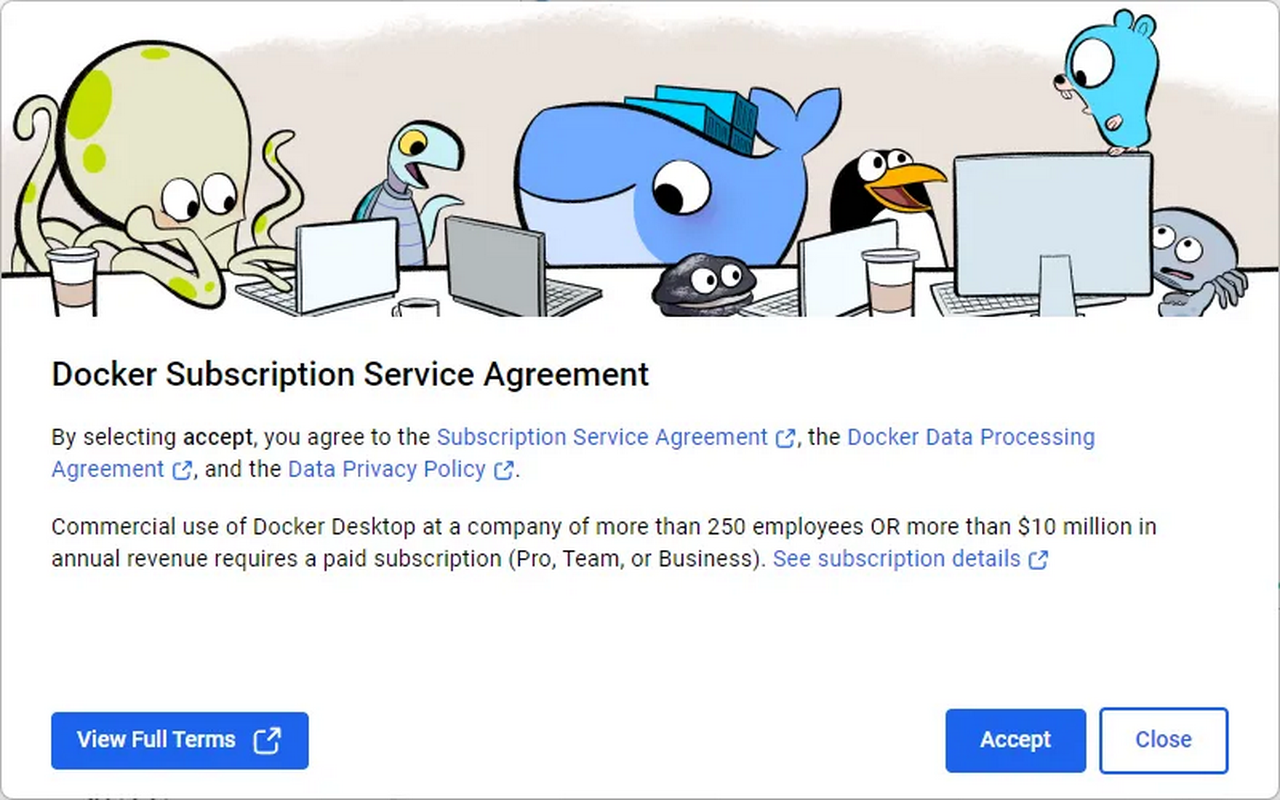 Docker Subscription Service Agreement
By selecting accept, you agree to the Subscription Service Agreement, the Docker Data Processing
Agreement, and the Data Privacy Policy.
Commercial use of Docker Desktop at a company of more than 250 employees OR more than $10 million in
annual revenue requires a paid subscription (Pro, Team, or Business). See subscription details
View Full Terms
Accept
Close